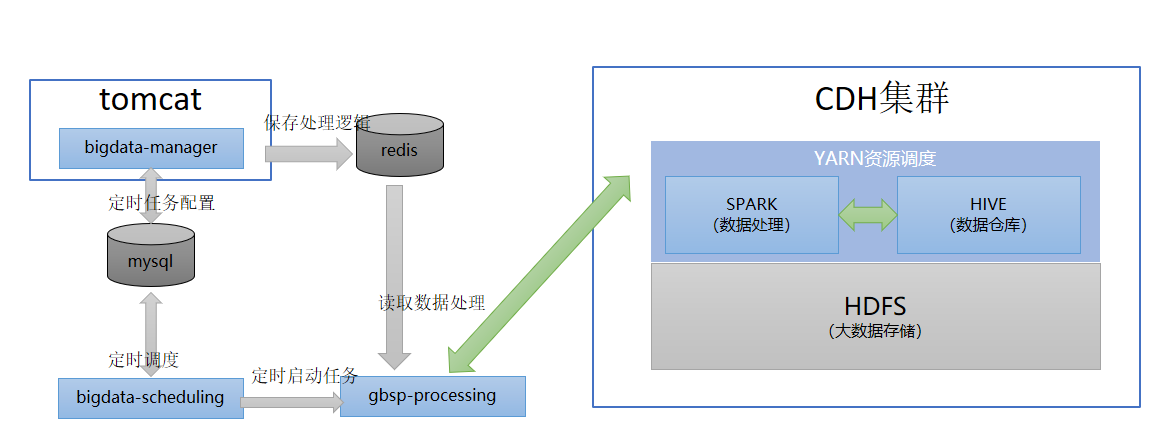 tomcat
bigdata-manager
保存处理逻辑
redis
定时任务配置
mysql
读取数据处理
定时调度
定时启动任务
bigdata-scheduling
gbsp-processing
CDH集群
YARN资源调度
SPARK
（数据处理）
HIVE
（数据仓库）
HDFS
（大数据存储）